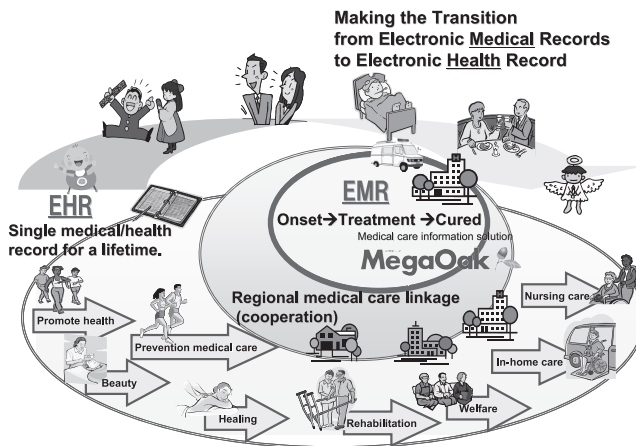 Making the Transition
from Electronic Medical Records
to Electronic Health Record
EHR
Single medical/health
record for a lifetime.
EMR
Onset→Treatment →Cured
Medical care information solution
MegaOak
Regional medical care linkage
(cooperation)
Promote health
Prevention medical care
Beauty
Healing
Rehabilitation
Welfare
In-home care
Nursing care